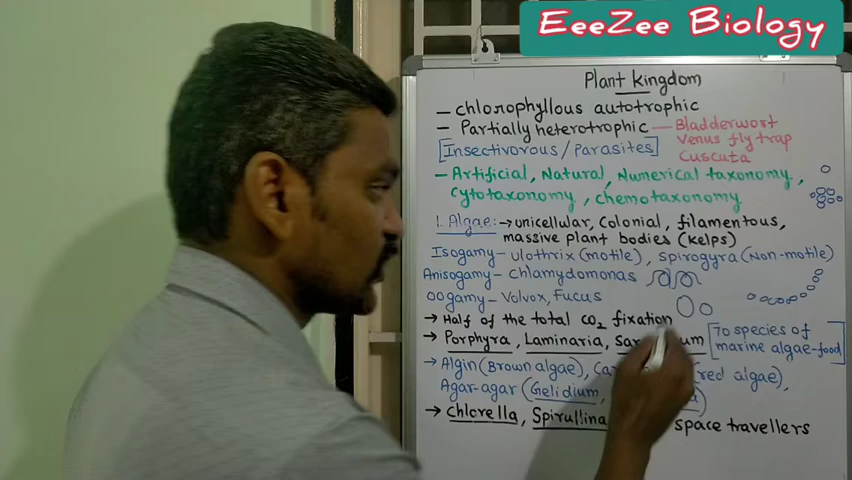 EeeZee Biology
Plant kingdom
- chlorophyllous autotrophic
- Partially heterotrophic - Bladderwost
Venus fly trap
[Insectivorous/Parasites]
Cuscuta
- Artificial, Natural, Numerical taxonomy,
Cytotaxonomy, chemotaxonomy
1. Algae:→ unicellular, Colonial, filamentous,
massive plant bodies (kelps)
Isogamy- ulothrix (motile), spirogyra (Non-motile)
Anisogamy- chlamydomonas
oogamy- Volvox, Fucus
→ Half of the total CO₂ fixation
→ Porphyra, Laminaria,
[70 species of
marine algae-food]
→ Algin (Brown algae), red algae),
Agar-agar (Gelidium,
→ chlorella, Spirullina
space travellers